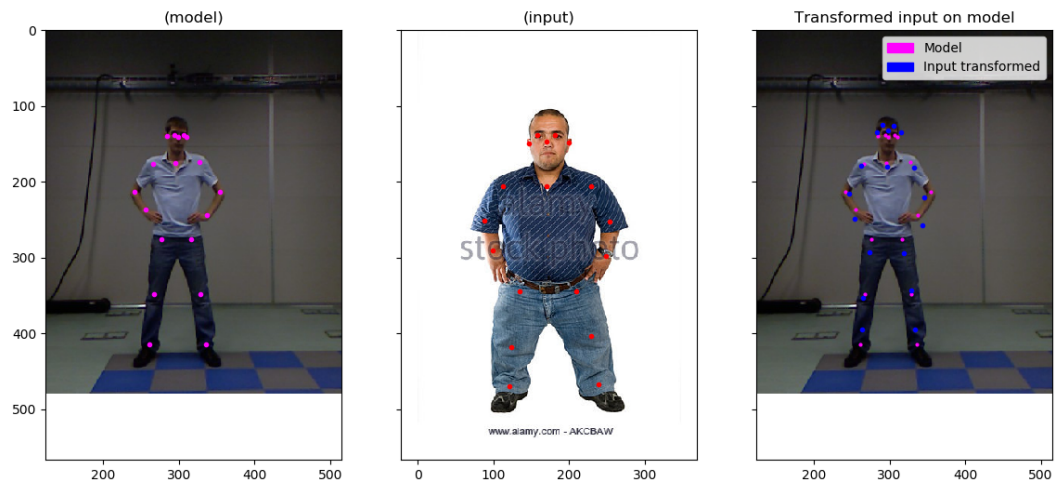 (model)
0
100
200
300
400
500
200
300
400
500
(input)
alamy
stock photo
www.alamy.com - AKCBAW
0
100
200
300
Transformed input on model
Model
Input transformed
200
300
400
500